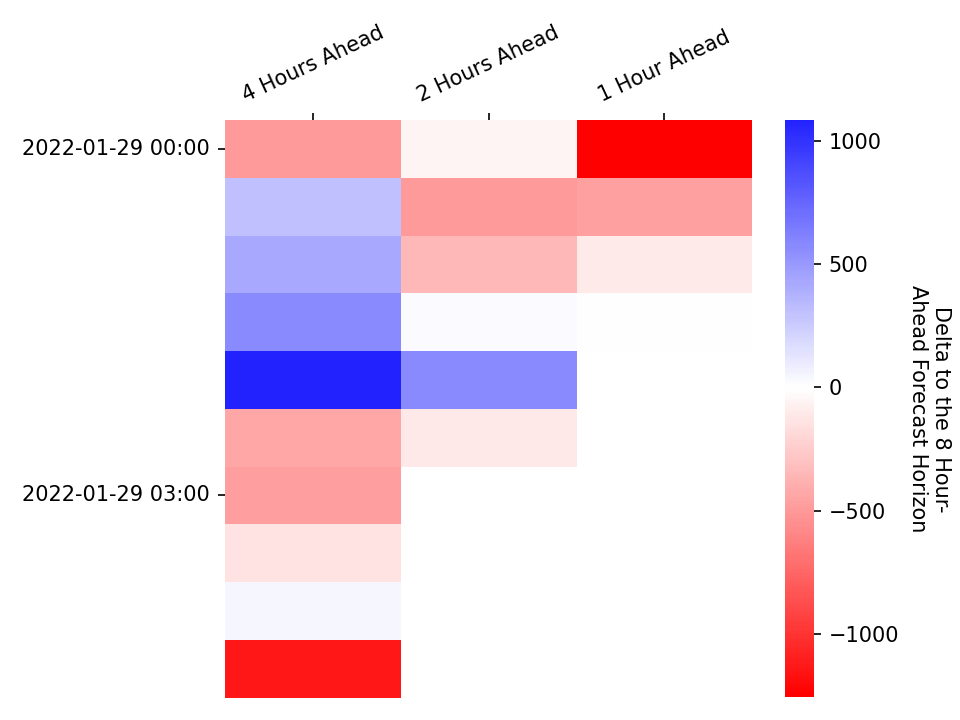 4 Hours Ahead
2 Hours Ahead
1 Hour Ahead
2022-01-29 00:00
2022-01-29 03:00
1000
500
0
−500
−1000
Delta to the 8 Hour-
Ahead Forecast Horizon